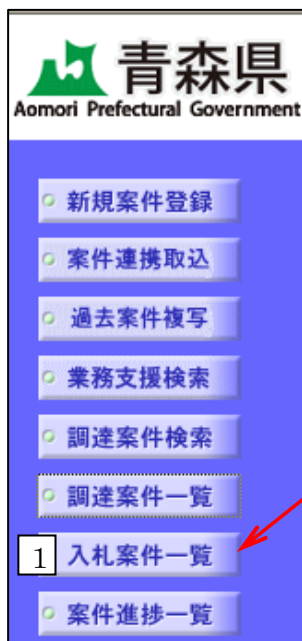 青森県
Aomori Prefectural Government
新規案件登録
案件連携取込
過去案件複写
業務支援検索
調達案件検索
調達案件一覧
1 入札案件一覧
案件進捗一覧